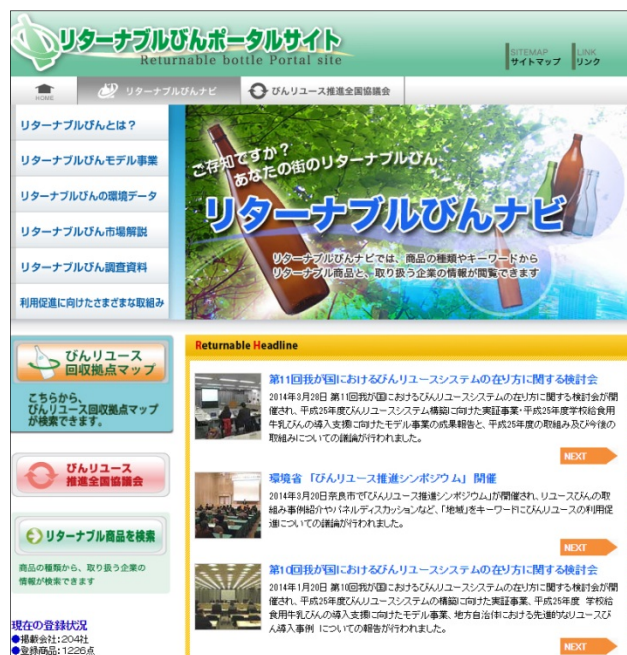 リターナブルびんポータルサイト
Returnable bottle Portal site
SITEMAP
サイトマップ
LINK
リンク
HOME
リターナブルびんナビ
びんリユース推進全国協議会
リターナブルびんとは？
リターナブルびんモデル事業
リターナブルびんの環境データ
リターナブルびん市場解説
リターナブルびん調査資料
利用促進に向けたさまざまな取組み
ご存知ですか？
あなたの街のリターナブルびん
リターナブルびんナビ
リターナブルびんナビでは、商品の種類やキーワードから
リターナブル商品と、取り扱う企業の情報が閲覧できます
びんリユース
回収拠点マップ
こちらから、
びんリユース回収拠点マップ
が検索できます。
びんリユース
推進全国協議会
リターナブル商品を検索
商品の種類から、取り扱う企業の
情報が検索できます
現在の登録状況
●掲載会社:204社
●登録商品:1226点
Returnable Headline
第11回我が国におけるびんリユースシステムの在り方に関する検討会
2014年3月28日 第11回我が国におけるびんリユースシステムの在り方に関する検討会が開
催され、平成25年度びんリユースシステム構築に向けた実証事業・平成25年度学校給食用
牛乳びんの導入支援に向けたモデル事業の成果報告と、平成25年度の取組み及び今後の
取組みについての議論が行われました。
NEXT
環境省 「びんリユース推進シンポジウム」 開催
2014年3月20日奈良市で「びんリユース推進シンポジウム」が開催され、リユースびんの取
組み事例紹介やパネルディスカッションなど、「地域」をキーワードにびんリユースの利用促
進についての議論が行われました。
NEXT
第10回我が国におけるびんリユースシステムの在り方に関する検討会
2014年1月20日 第10回我が国におけるびんリユースシステムの在り方に関する検討会が開
催され、平成25年度びんリユースシステムの構築に向けた実証事業、平成25年度 学校給
食用牛乳びんの導入支援に向けたモデル事業、地方自治体における先進的なリユースび
ん導入事例 についての報告が行われました。
NEXT